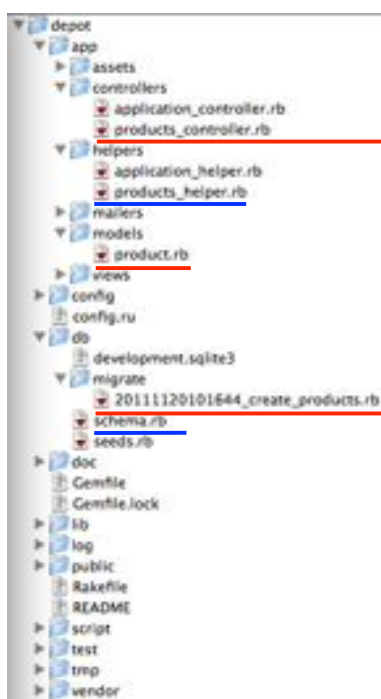 depot
app
assets
controllers
application_controller.rb
products_controller.rb
helpers
application_helper.rb
products_helper.rb
mailers
models
product.rb
views
config
config.ru
db
development.sqlite3
migrate
20111120101644_create_products.rb
schema.rb
seeds.rb
doc
Gemfile
Gemfile.lock
lib
log
public
Rakefile
README
script
test
tmp
vendor